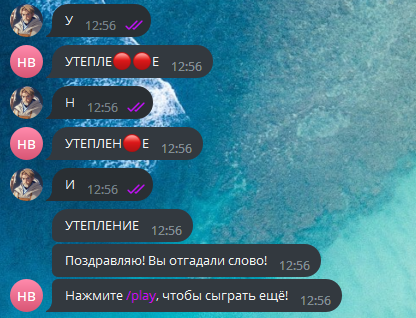 У 12:56
НВ УТЕПЛЕ🔴🔴Е 12:56
Н 12:56
НВ УТЕПЛЕН🔴Е 12:56
И 12:56
УТЕПЛЕНИЕ 12:56
Поздравляю! Вы отгадали слово! 12:56
НВ Нажмите /play, чтобы сыграть ещё! 12:56